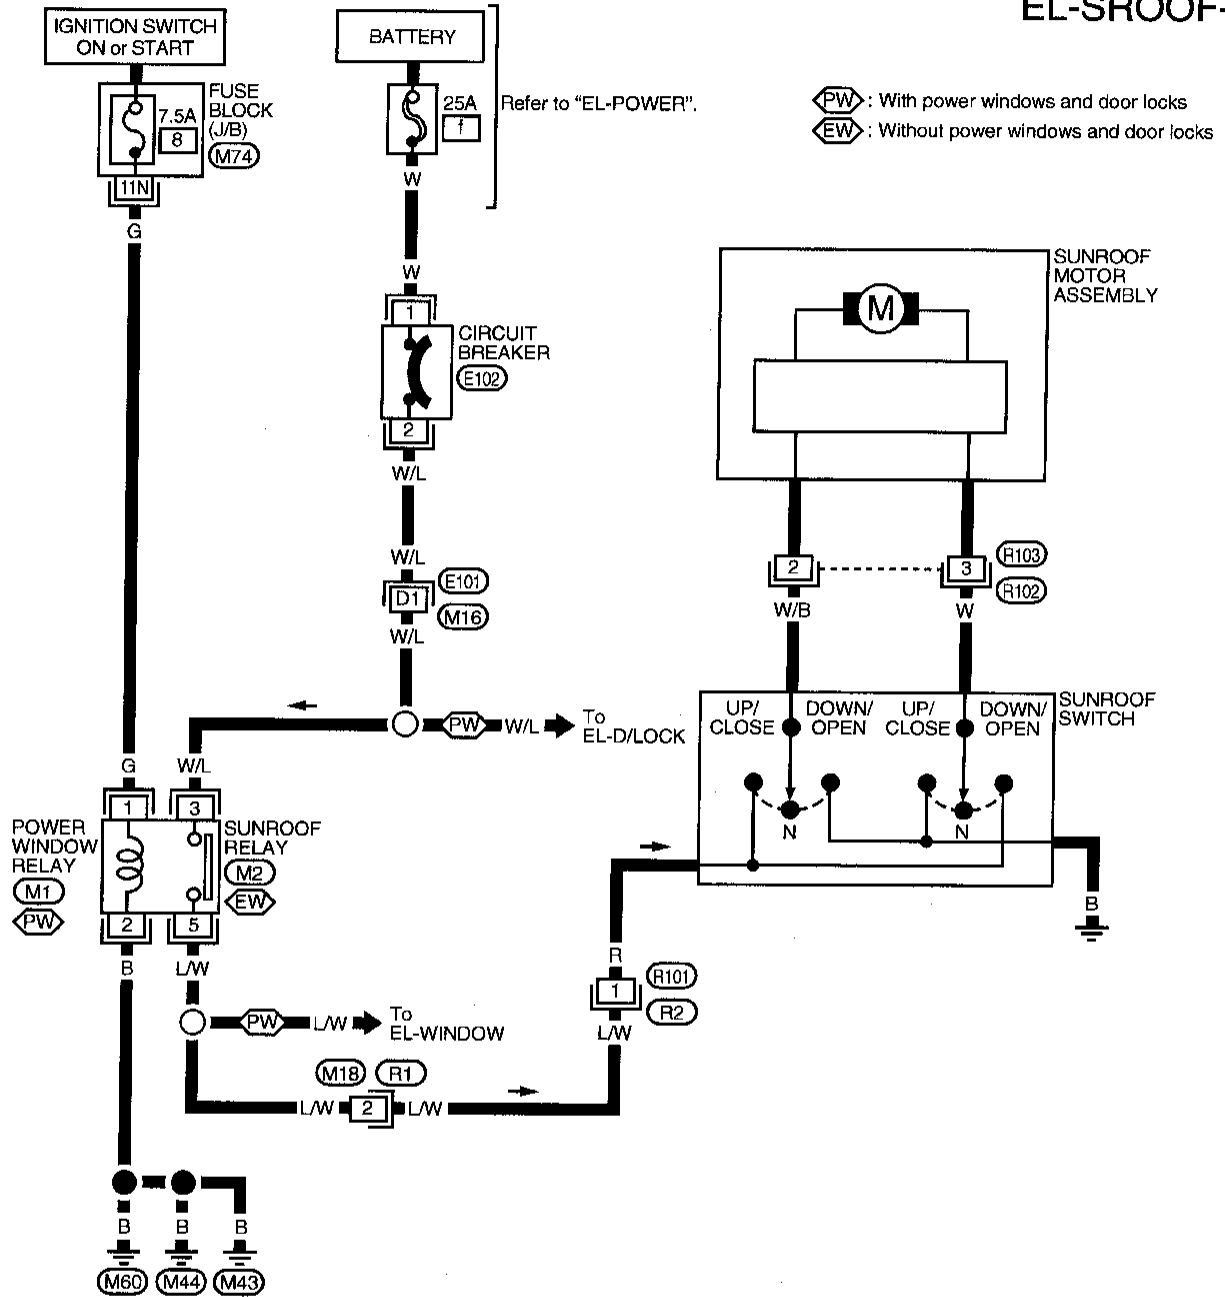 EL-SROOF-
IGNITION SWITCH
ON or START
BATTERY
FUSE
BLOCK
(J/B)
M74
7.5A
8
11N
G
25A
f
Refer to "EL-POWER".
PW : With power windows and door locks
EW : Without power windows and door locks
W
W
1
CIRCUIT
BREAKER
E102
2
W/L
W/L
E101
D1
M16
W/L
SUNROOF
MOTOR
ASSEMBLY
M
2
3
R103
R102
W/B
W
SUNROOF
SWITCH
UP/
CLOSE
DOWN/
OPEN
UP/
CLOSE
DOWN/
OPEN
N
N
B
PW
W/L
To
EL-D/LOCK
G
W/L
1
3
POWER
WINDOW
RELAY
M1
PW
SUNROOF
RELAY
M2
EW
2
5
B
L/W
PW
L/W
To
EL-WINDOW
R
1
R101
R2
L/W
M18
R1
L/W
2
L/W
B
B
B
M60
M44
M43